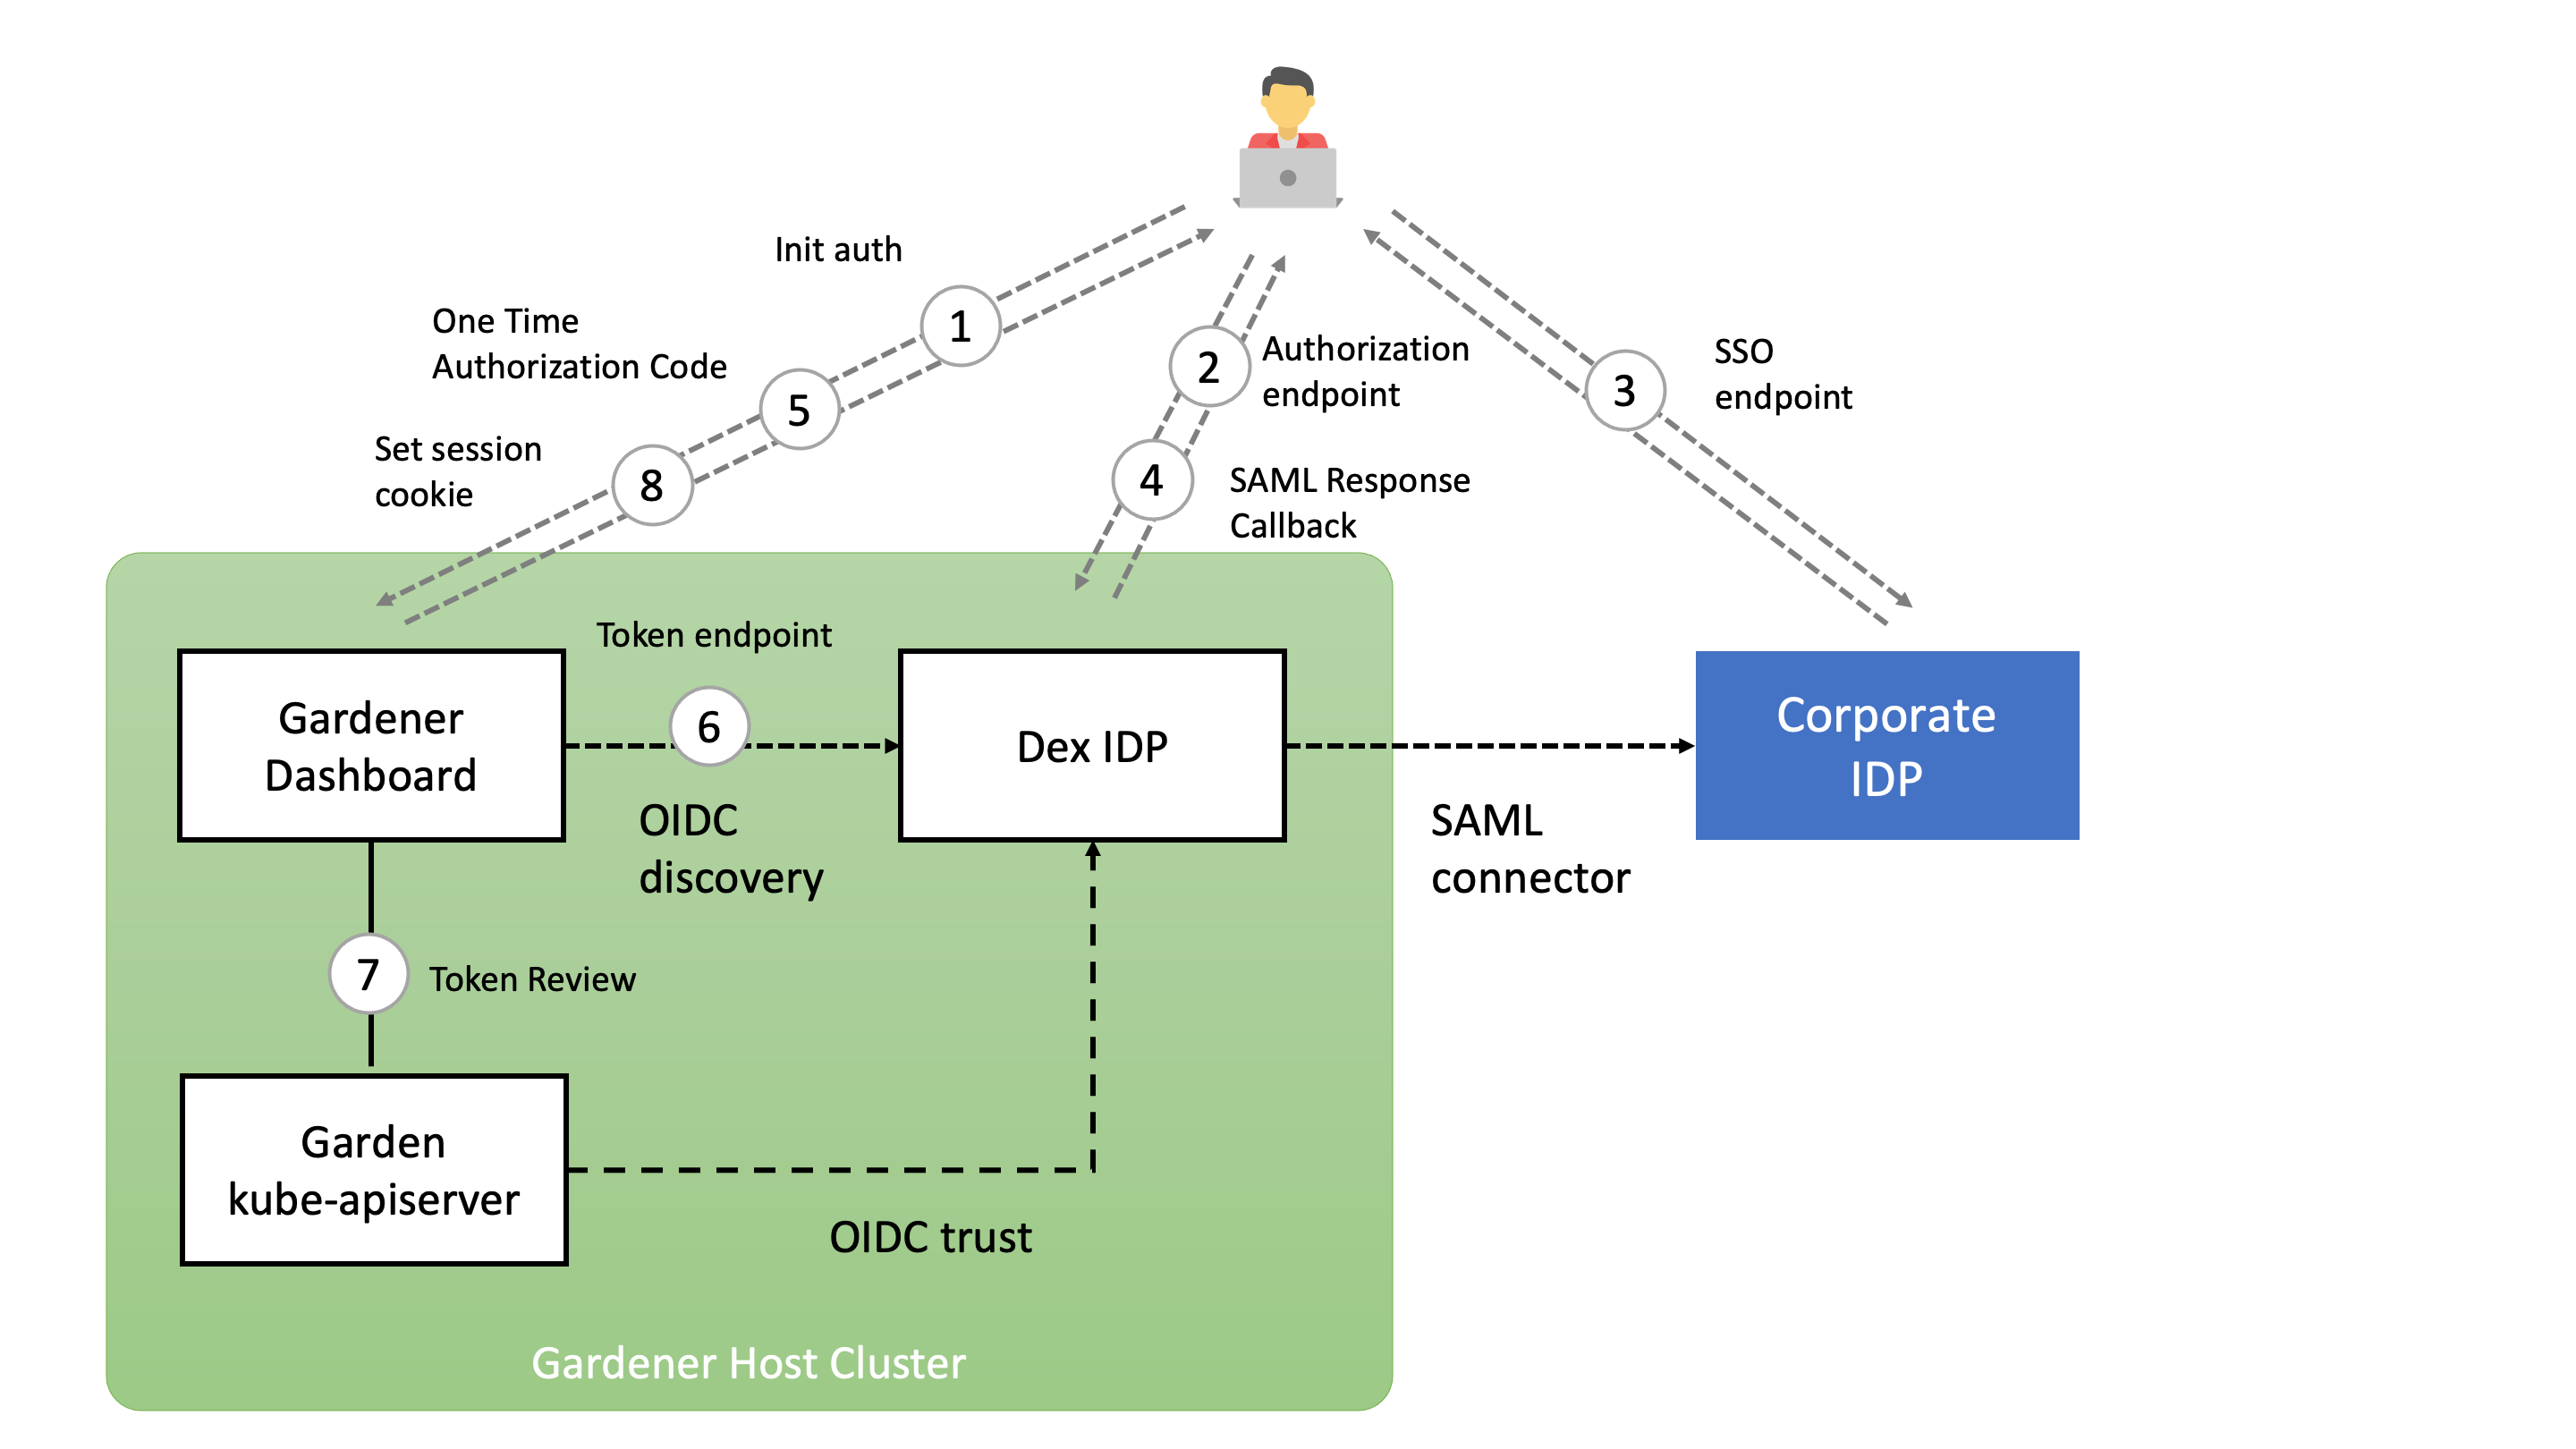 Init auth
1
One Time
Authorization Code
5
Set session
cookie
8
2
Authorization
endpoint
4
SAML Response
Callback
3
SSO
endpoint
Token endpoint
6
Gardener
Dashboard
OIDC
discovery
Dex IDP
SAML
connector
Corporate
IDP
7
Token Review
Garden
kube-apiserver
OIDC trust
Gardener Host Cluster